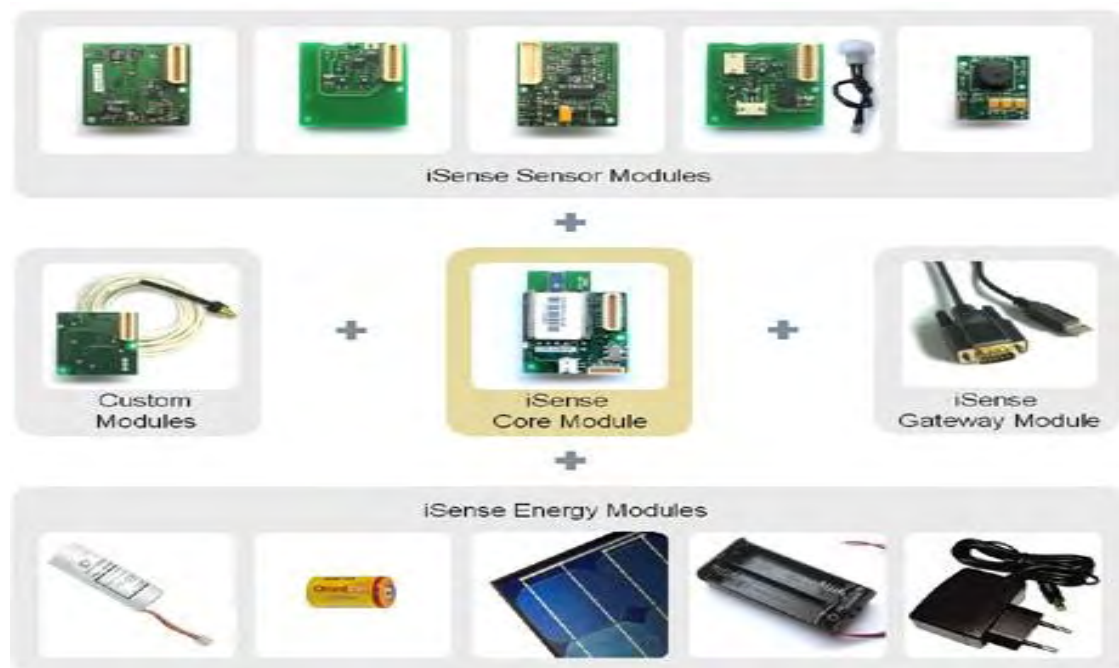 iSense Sensor Modules
Custom
Modules
iSense
Core Module
iSense
Gateway Module
iSense Energy Modules